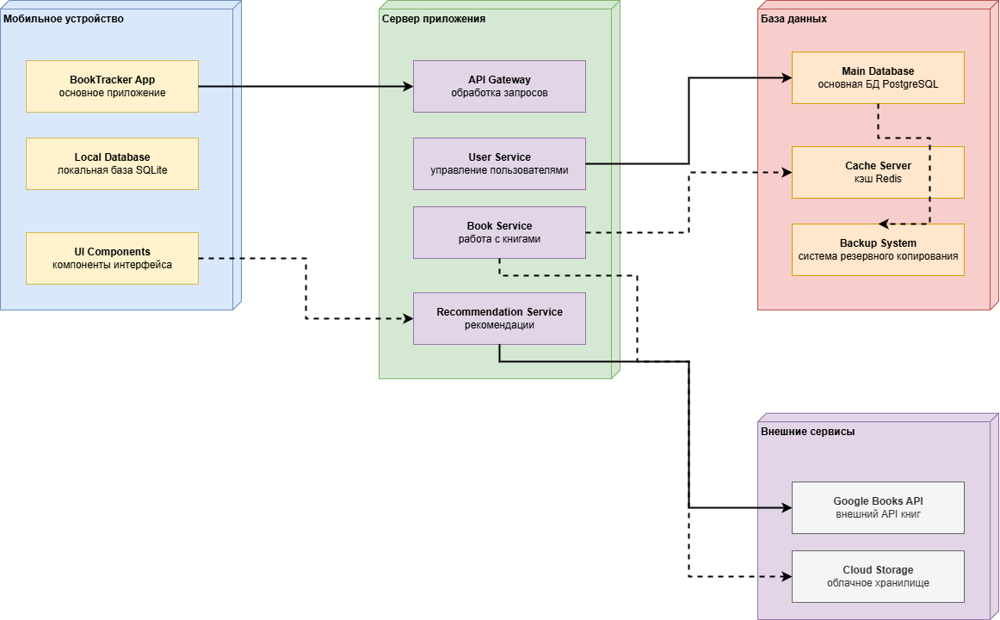 Мобильное устройство
BookTracker App
основное приложение
Local Database
локальная база SQLite
UI Components
компоненты интерфейса
Сервер приложения
API Gateway
обработка запросов
User Service
управление пользователями
Book Service
работа с книгами
Recommendation Service
рекомендации
База данных
Main Database
основная БД PostgreSQL
Cache Server
кэш Redis
Backup System
система резервного копирования
Внешние сервисы
Google Books API
внешний API книг
Cloud Storage
облачное хранилище